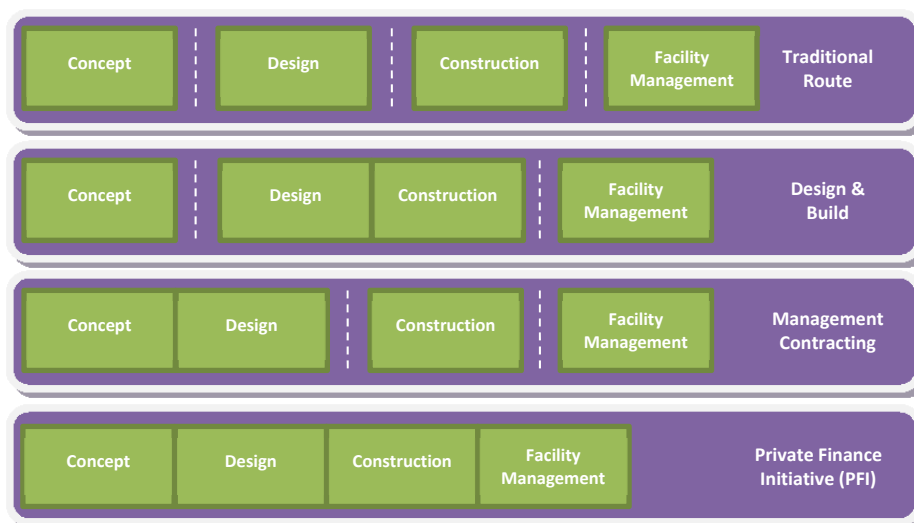 Concept
Design
Construction
Facility
Management
Traditional
Route
Concept
Design
Construction
Facility
Management
Design &
Build
Concept
Design
Construction
Facility
Management
Management
Contracting
Concept
Design
Construction
Facility
Management
Private Finance
Initiative (PFI)